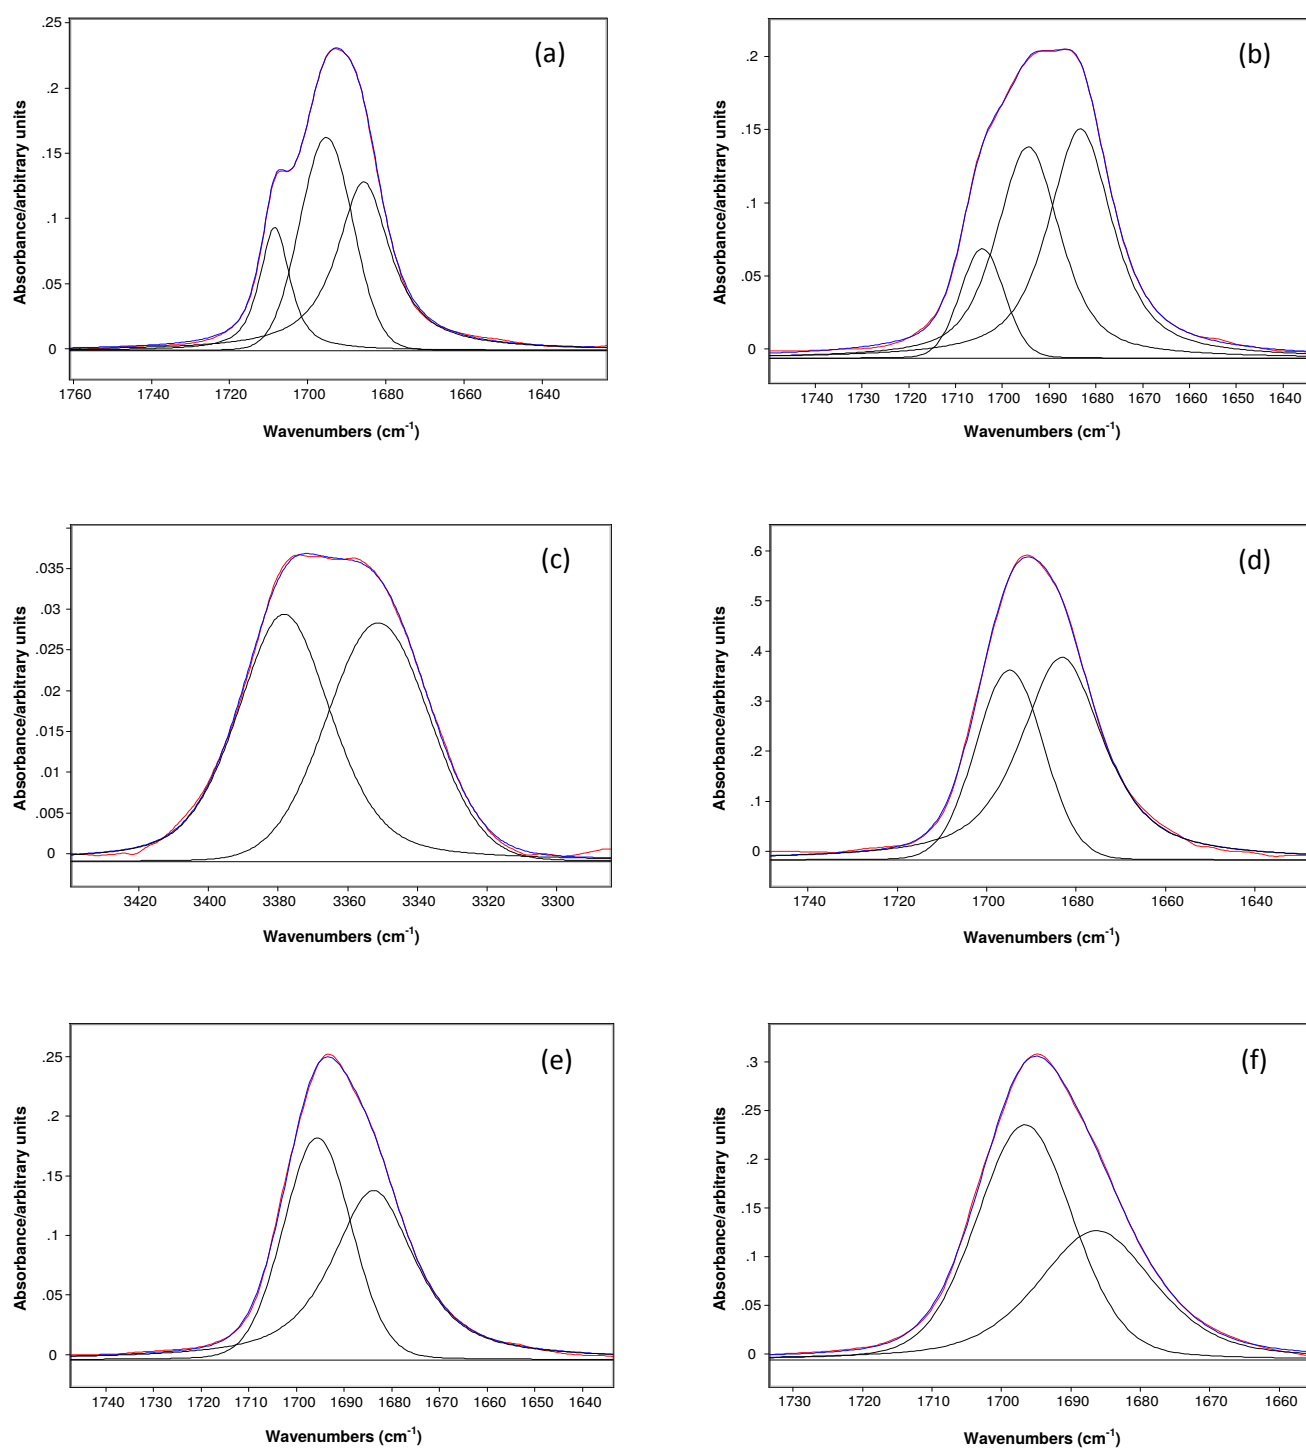 (a)
Absorbance/arbitrary units
.25
.2
.15
.1
.05
0
1760 1740 1720 1700 1680 1660 1640
Wavenumbers (cm-1)
(b)
Absorbance/arbitrary units
.2
.15
.1
.05
0
1740 1730 1720 1710 1700 1690 1680 1670 1660 1650 1640
Wavenumbers (cm-1)
(c)
Absorbance/arbitrary units
.035
.03
.025
.02
.015
.01
.005
0
3420 3400 3380 3360 3340 3320 3300
Wavenumbers (cm-1)
(d)
Absorbance/arbitrary units
.6
.5
.4
.3
.2
.1
0
1740 1720 1700 1680 1660 1640
Wavenumbers (cm-1)
(e)
Absorbance/arbitrary units
.25
.2
.15
.1
.05
0
1740 1730 1720 1710 1700 1690 1680 1670 1660 1650 1640
Wavenumbers (cm-1)
(f)
Absorbance/arbitrary units
.3
.25
.2
.15
.1
.05
0
1730 1720 1710 1700 1690 1680 1670 1660
Wavenumbers (cm-1)